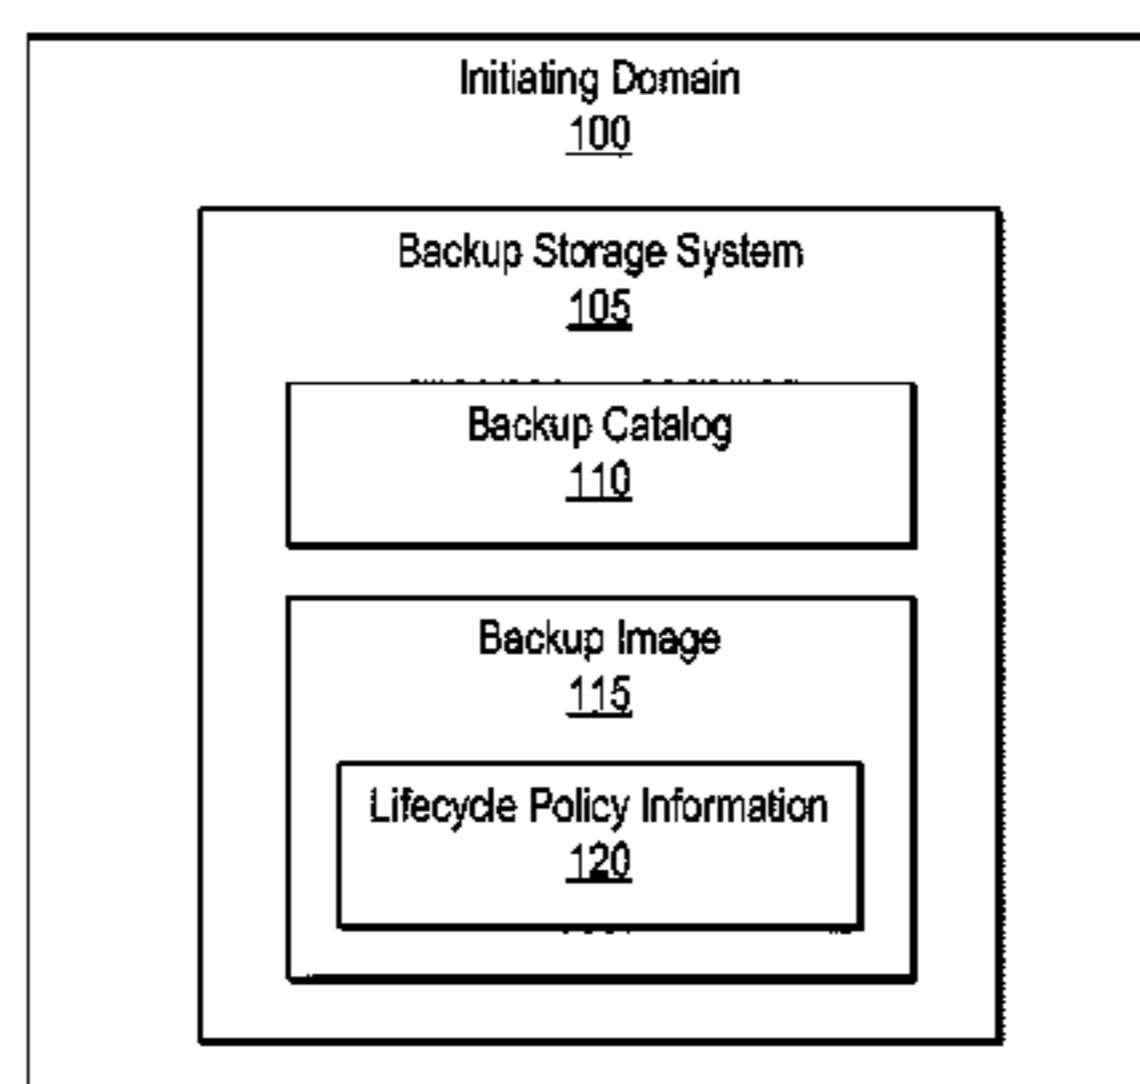 Initiating Domain
100
Backup Storage System
105
Backup Catalog
110
Backup Image
115
Lifecycle Policy Information
120